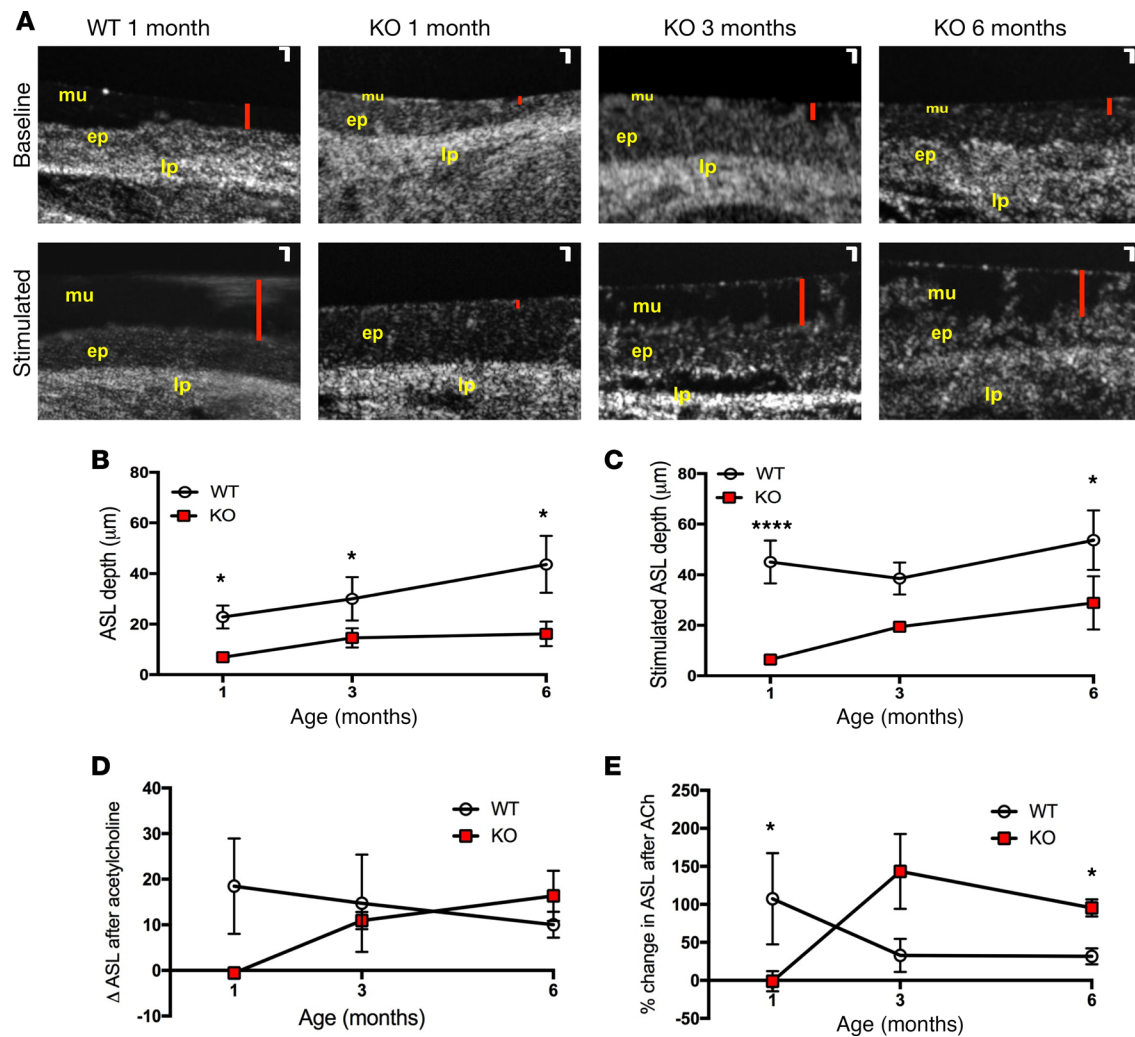 A
WT 1 month
KO 1 month
KO 3 months
KO 6 months
Baseline
mu
ep
lp
mu
ep
lp
mu
ep
lp
mu
ep
lp
Stimulated
mu
ep
lp
ep
lp
mu
ep
lp
mu
ep
lp
B
ASL depth (μm)
80
60
40
20
0
WT
KO
*
*
*
1
3
6
Age (months)
C
Stimulated ASL depth (μm)
80
60
40
20
0
WT
KO
****
*
1
3
6
Age (months)
D
Δ ASL after acetylcholine
40
30
20
10
0
-10
WT
KO
1
3
6
Age (months)
E
% change in ASL after ACh
250
200
150
100
50
0
-50
WT
KO
*
*
1
3
6
Age (months)